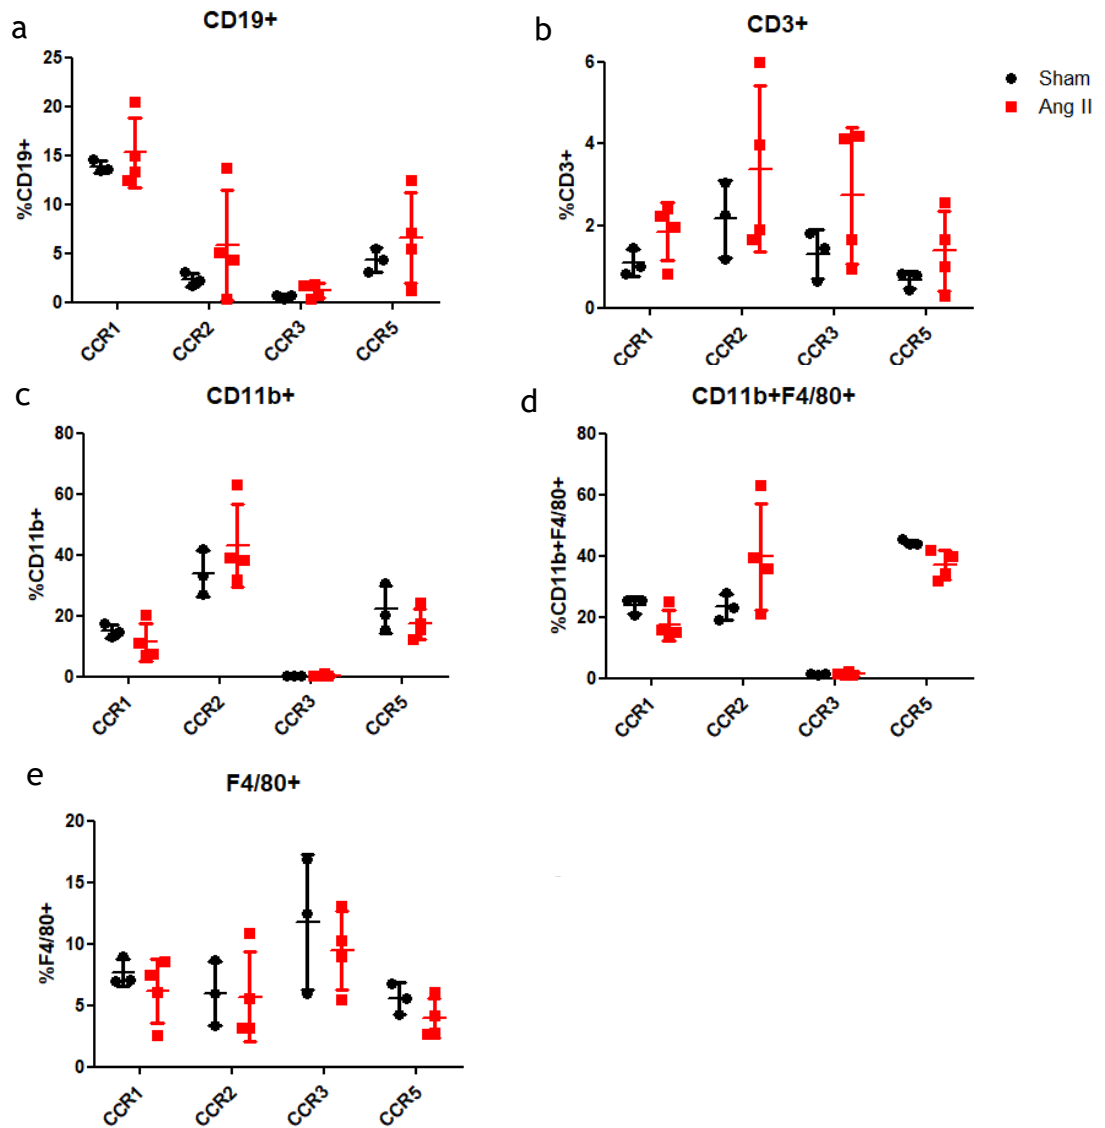 a
CD19+
25
20
15
10
5
0
%CD19+
CCR1
CCR2
CCR3
CCR5
b
CD3+
6
4
2
0
%CD3+
CCR1
CCR2
CCR3
CCR5
Sham
Ang II
c
CD11b+
80
60
40
20
0
%CD11b+
CCR1
CCR2
CCR3
CCR5
d
CD11b+F4/80+
80
60
40
20
0
%CD11b+F4/80+
CCR1
CCR2
CCR3
CCR5
e
F4/80+
20
15
10
5
0
%F4/80+
CCR1
CCR2
CCR3
CCR5